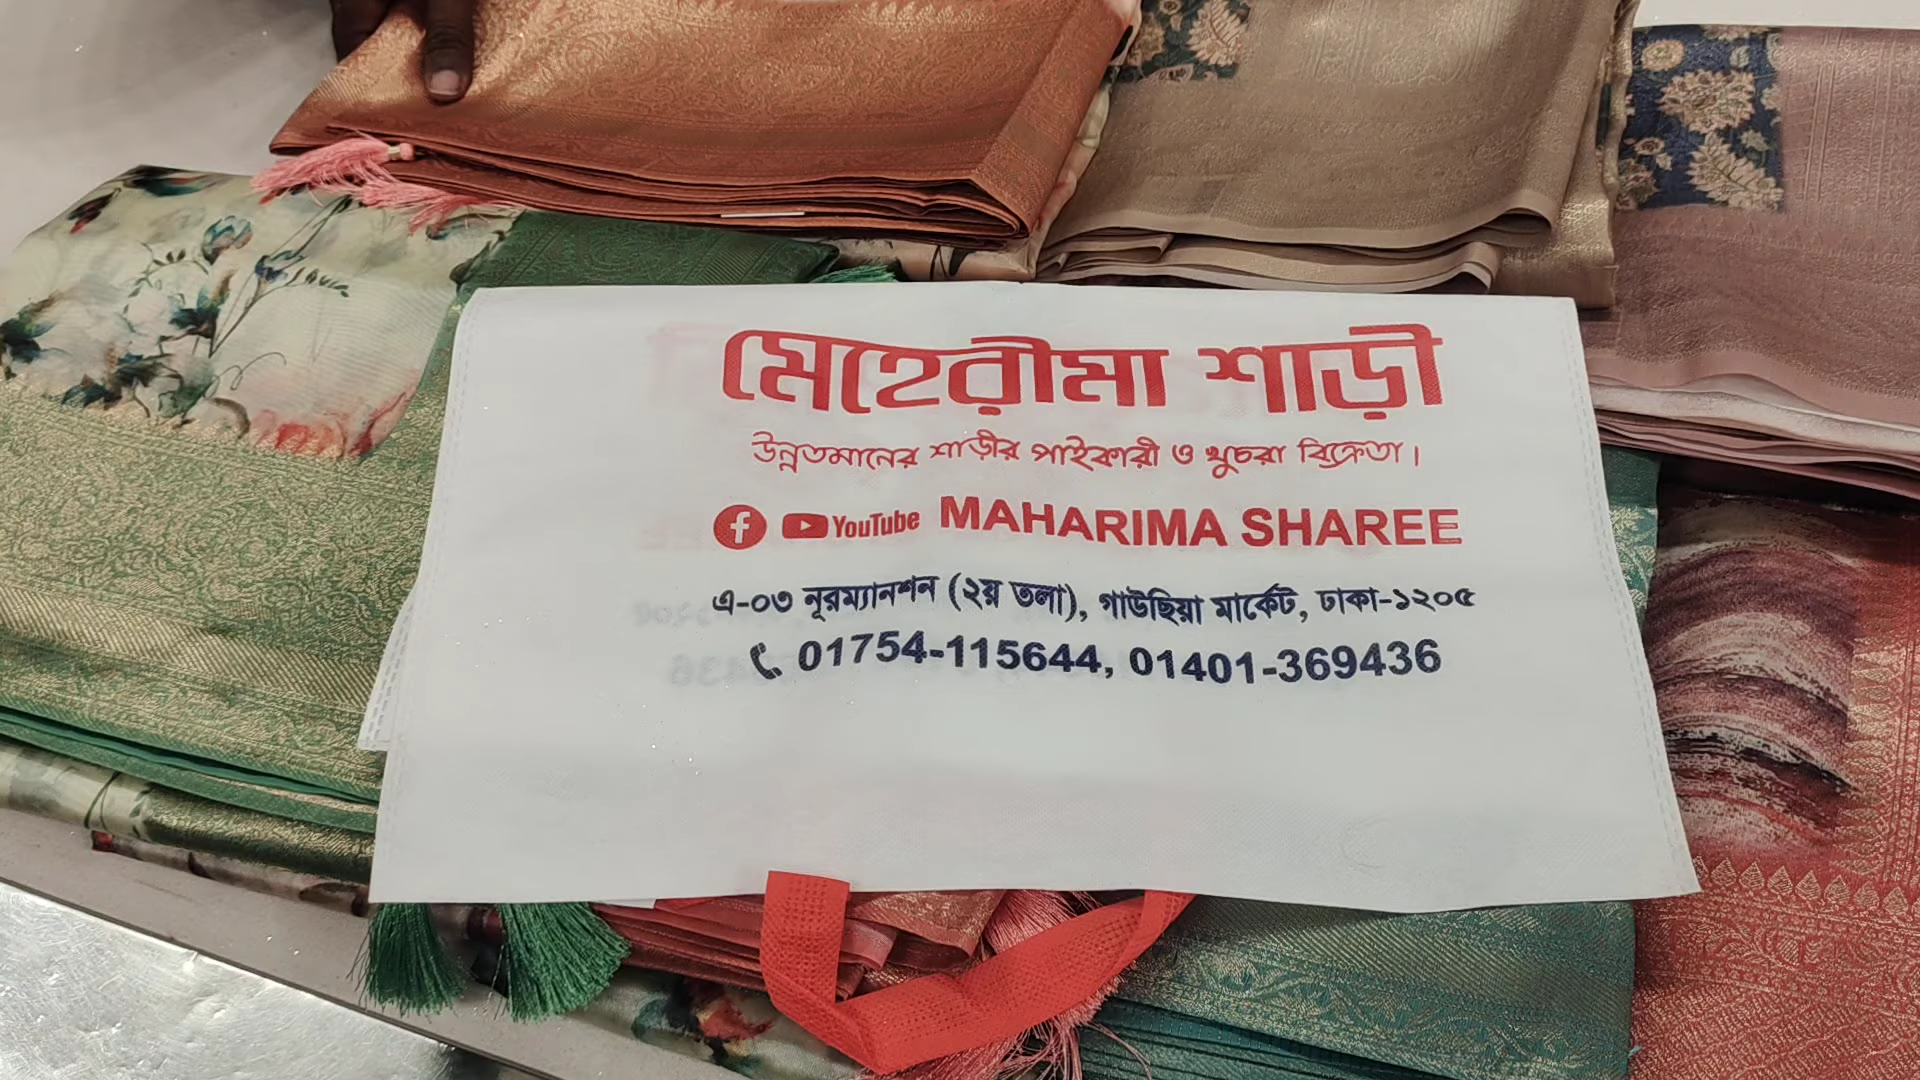 মেহেরীমা শাড়ী
উন্নতমানের শাড়ীর পাইকারী ও খুচরা বিক্রেতা।
f YouTube MAHARIMA SHAREE
এ-০৩ নূরম্যানশন (২য় তলা), গাউছিয়া মার্কেট, ঢাকা-১২০৫
01754-115644, 01401-369436